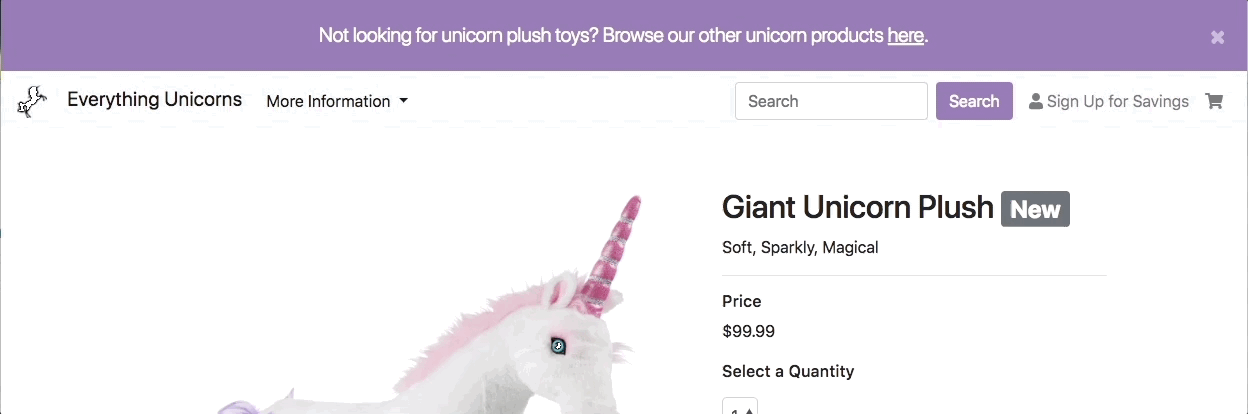 Not looking for unicorn plush toys? Browse our other unicorn products here.
Everything Unicorns
More Information
Search
Search
Sign Up for Savings
Giant Unicorn Plush New
Soft, Sparkly, Magical
Price
$99.99
Select a Quantity